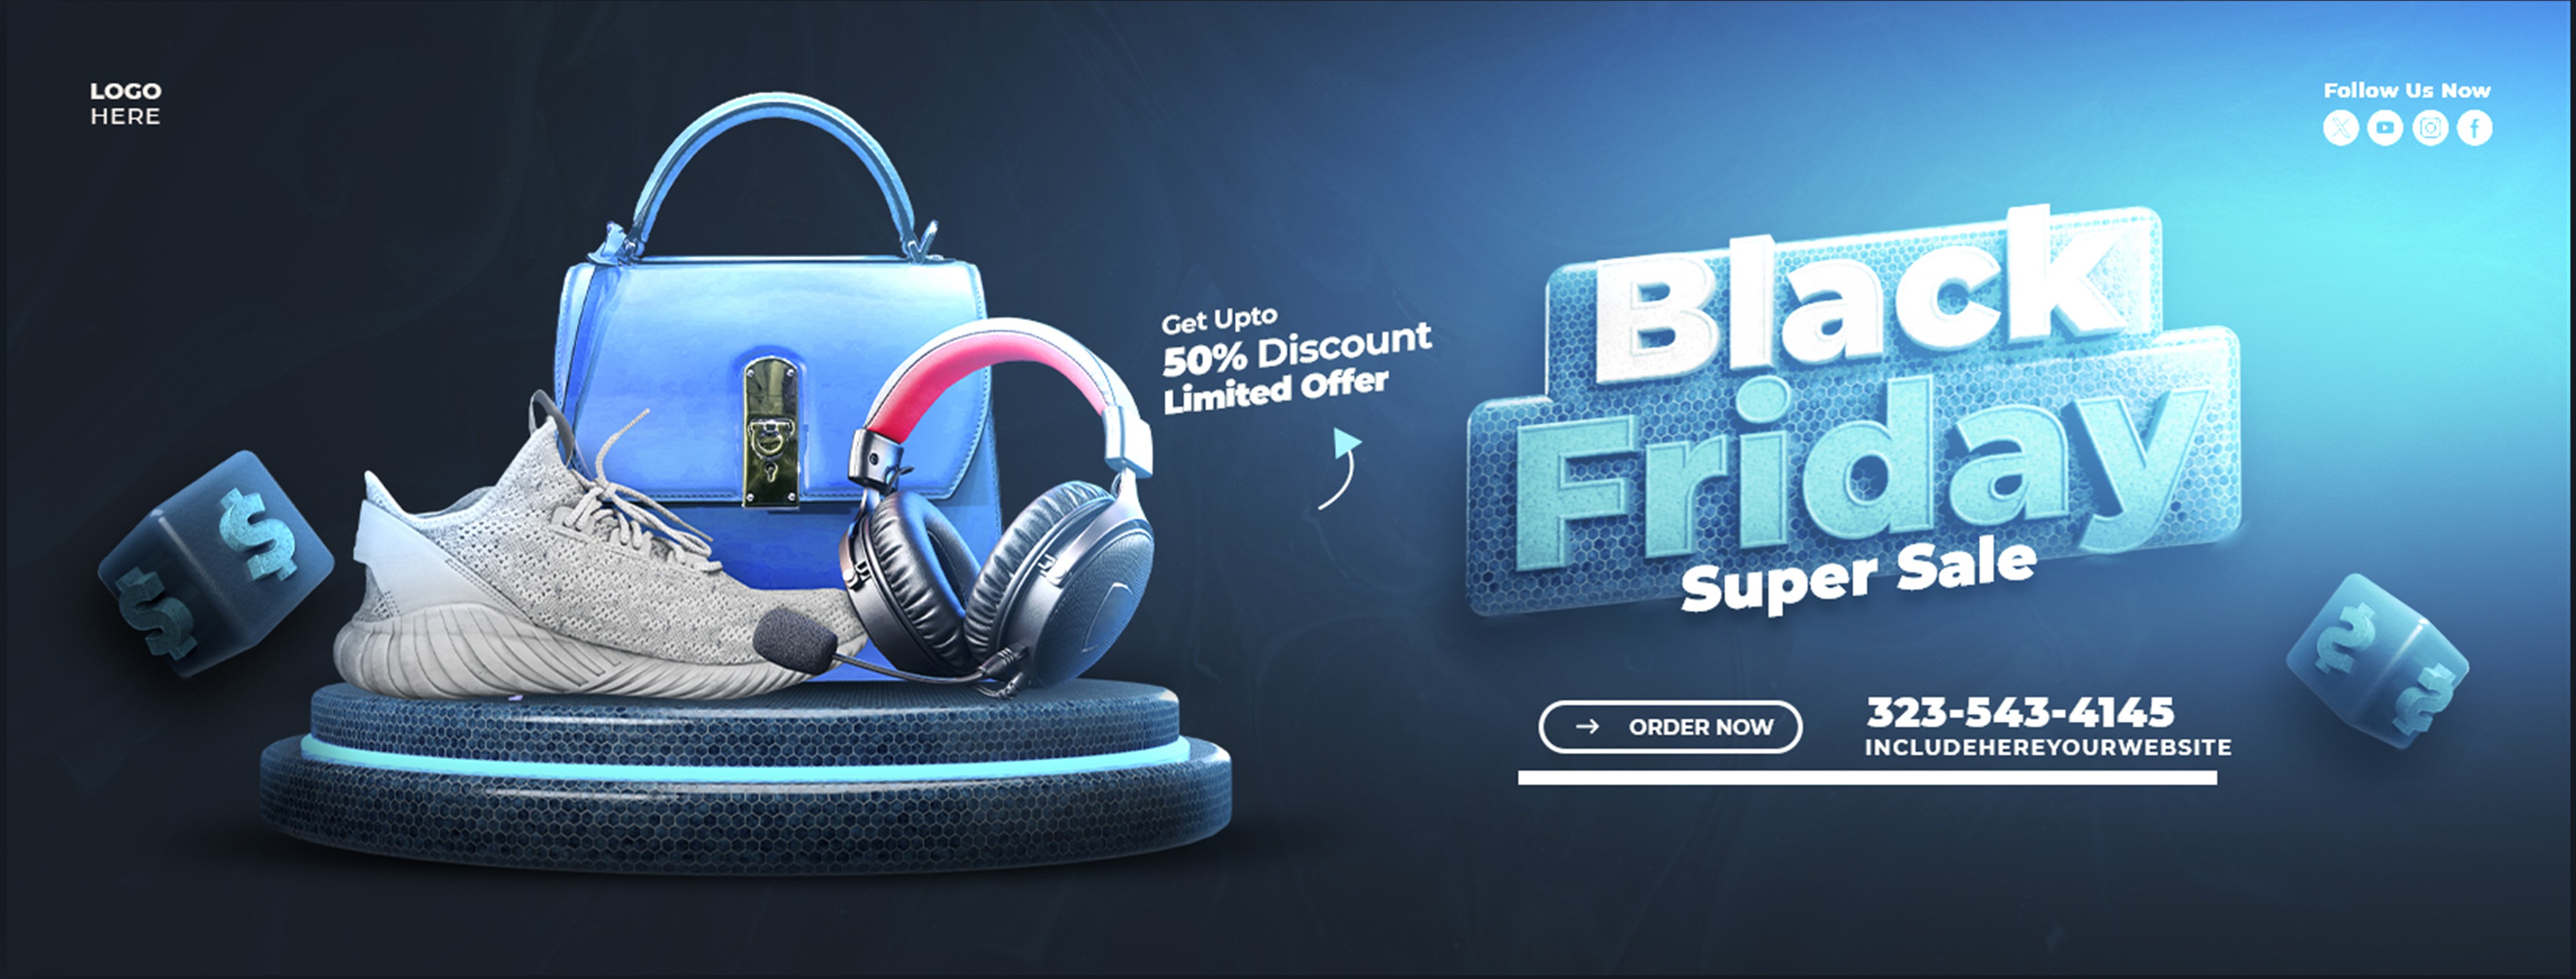 LOGO
HERE
Follow Us Now
Get Upto
50% Discount
Limited Offer
Black
Friday
Super Sale
$ $
$ $
ORDER NOW
323-543-4145
INCLUDEHEREYOURWEBSITE